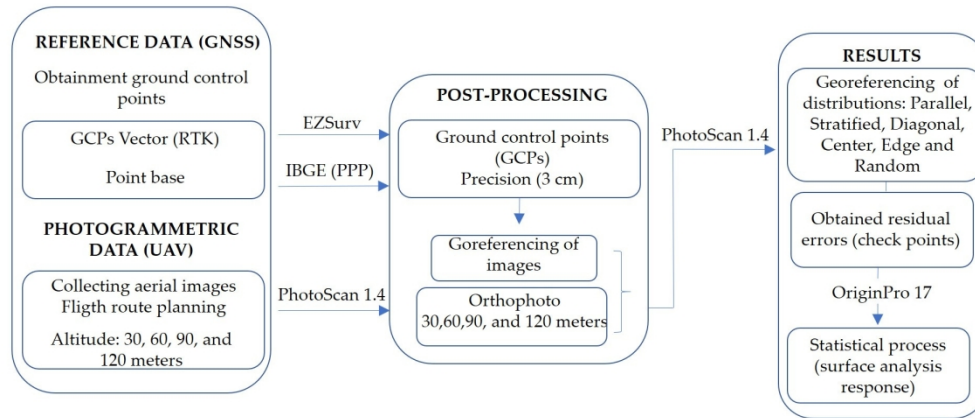 REFERENCE DATA (GNSS)
Obtainment ground control
points
GCPs Vector (RTK)
Point base
PHOTOGRAMMETRIC
DATA (UAV)
Collecting aerial images
Fligth route planning
Altitude: 30, 60, 90, and
120 meters
EZSurv
IBGE (PPP)
PhotoScan 1.4
POST-PROCESSING
Ground control points
(GCPs)
Precision (3 cm)
Goreferencing of
images
Orthophoto
30,60,90, and 120 meters
PhotoScan 1.4
RESULTS
Georeferencing of
distributions: Parallel,
Stratified, Diagonal,
Center, Edge and
Random
Obtained residual
errors (check points)
OriginPro 17
Statistical process
(surface analysis
response)